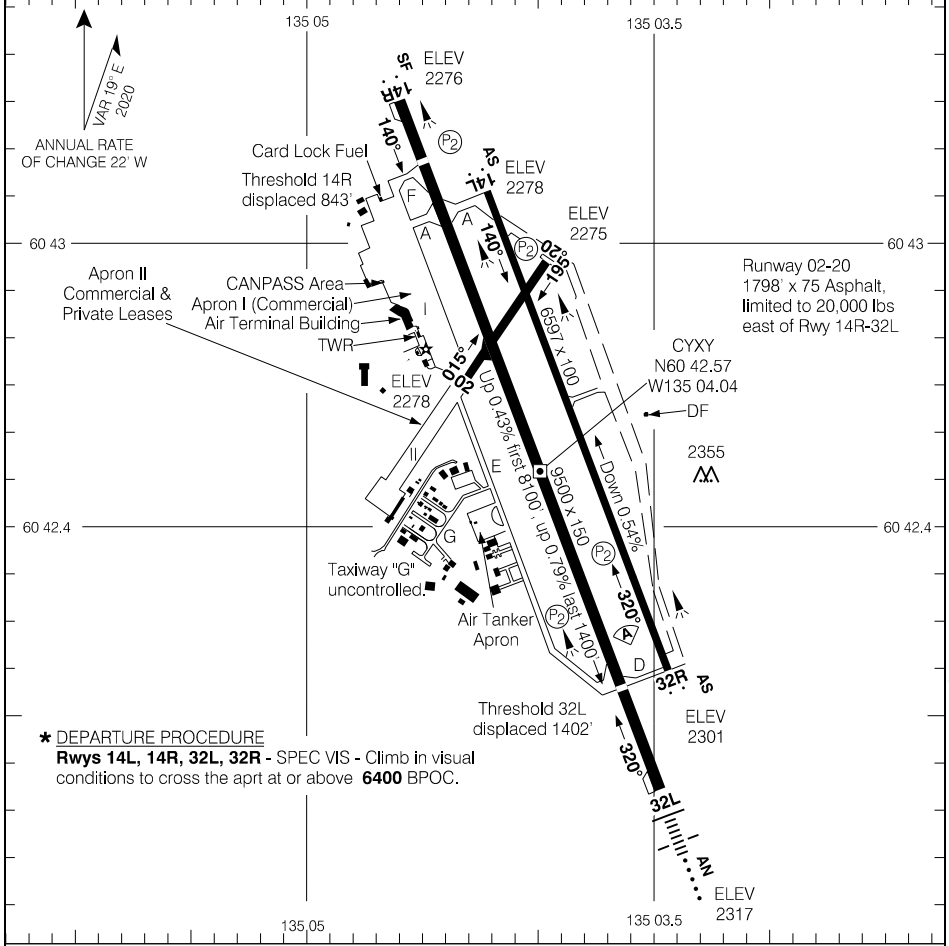 135 05
135 03.5
VAR 19° E
2020
ANNUAL RATE
OF CHANGE 22' W
SF
14R
ELEV
2276
140°
P2
Card Lock Fuel
Threshold 14R
displaced 843'
AS
14L
ELEV
2278
F
A
A
140°
ELEV
2275
P2
020
195°
60 43
60 43
Apron II
Commercial &
Private Leases
CANPASS Area
Apron I (Commercial)
Air Terminal Building
TWR
I
Runway 02-20
1798' x 75 Asphalt,
limited to 20,000 lbs
east of Rwy 14R-32L
6597 x 100
CYXY
N60 42.57
W135 04.04
015°
002
ELEV
2278
DF
Up 0.43% first 8100', up 0.79% last 1400'
9500 x 150
Down 0.54%
2355
II
E
60 42.4
60 42.4
G
Taxiway "G"
uncontrolled.
Air Tanker
Apron
P2
P2
320°
A
D
32R
AS
ELEV
2301
Threshold 32L
displaced 1402'
320°
* DEPARTURE PROCEDURE
Rwys 14L, 14R, 32L, 32R - SPEC VIS - Climb in visual
conditions to cross the aprt at or above 6400 BPOC.
32L
AN
ELEV
2317
135 05
135 03.5